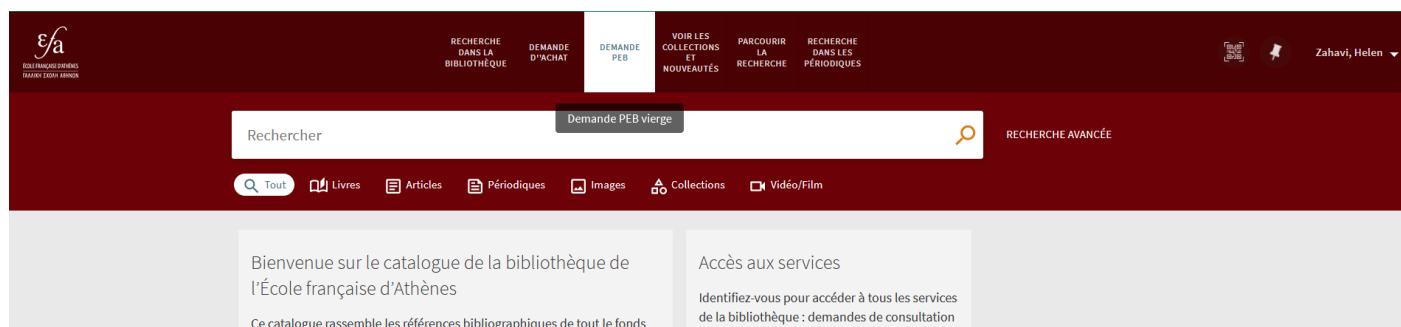 εfa
ÉCOLE FRANÇAISE D'ATHÈNES
ΓΑΛΛΙΚΗ ΣΧΟΛΗ ΑΘΗΝΩΝ
RECHERCHE
DANS LA
BIBLIOTHÈQUE
DEMANDE
D''ACHAT
DEMANDE
PEB
VOIR LES
COLLECTIONS
ET
NOUVEAUTÉS
PARCOURIR
LA
RECHERCHE
RECHERCHE
DANS LES
PÉRIODIQUES
Zahavi, Helen
Demande PEB vierge
Rechercher
RECHERCHE AVANCÉE
Tout
Livres
Articles
Périodiques
Images
Collections
Vidéo/Film
Bienvenue sur le catalogue de la bibliothèque de
l'École française d'Athènes
Ce catalogue rassemble les références bibliographiques de tout le fonds
Accès aux services
Identifiez-vous pour accéder à tous les services
de la bibliothèque : demandes de consultation